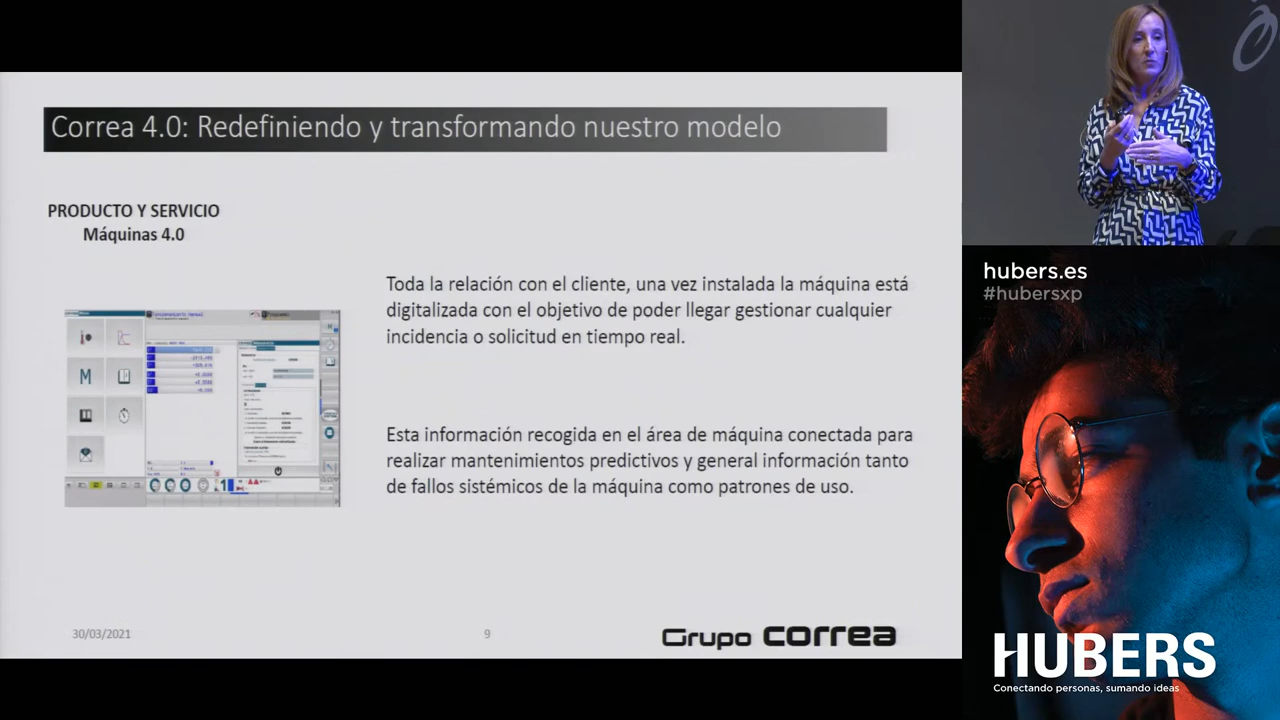 Correa 4.0: Redefiniendo y transformando nuestro modelo
PRODUCTO Y SERVICIO
Máquinas 4.0
Toda la relación con el cliente, una vez instalada la máquina está
digitalizada con el objetivo de poder llegar gestionar cualquier
incidencia o solicitud en tiempo real.
Esta información recogida en el área de máquina conectada para
realizar mantenimientos predictivos y general información tanto
de fallos sistémicos de la máquina como patrones de uso.
M
30/03/2021
9
Grupo CORREA
hubers.es
#hubersxp
HUBERS
Conectando personas, sumando ideas